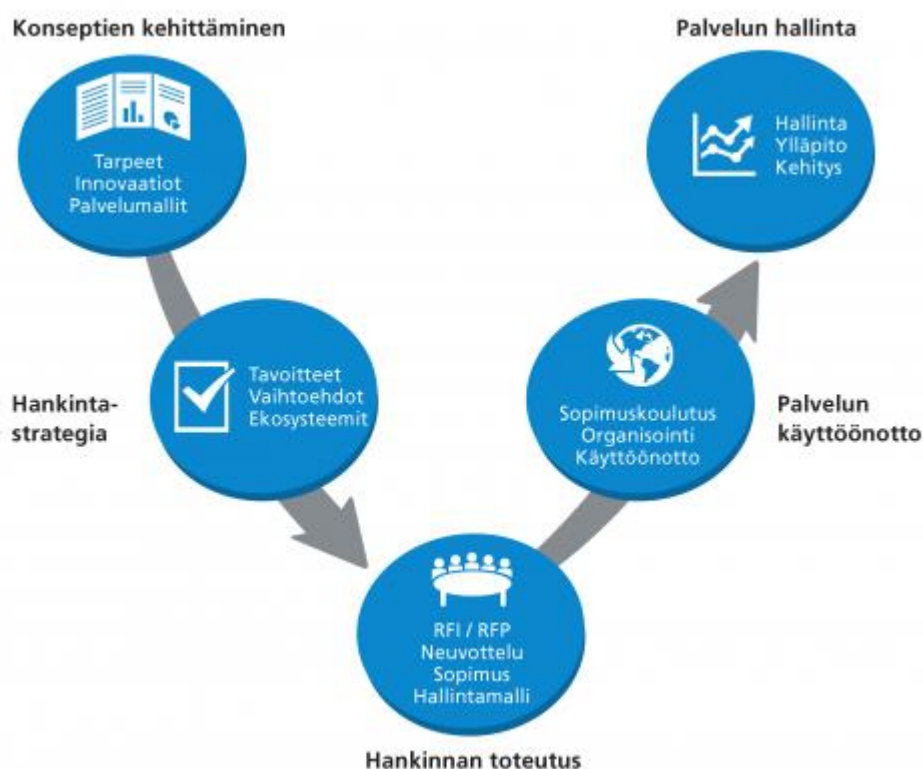 Konseptien kehittäminen
Tarpeet
Innovaatiot
Palvelumallit
Hankinta-
strategia
Tavoitteet
Vaihtoehdot
Ekosysteemit
RFI / RFP
Neuvottelu
Sopimus
Hallintamalli
Hankinnan toteutus
Sopimuskoulutus
Organisointi
Käyttöönotto
Palvelun
käyttöönotto
Palvelun hallinta
Hallinta
Ylläpito
Kehitys